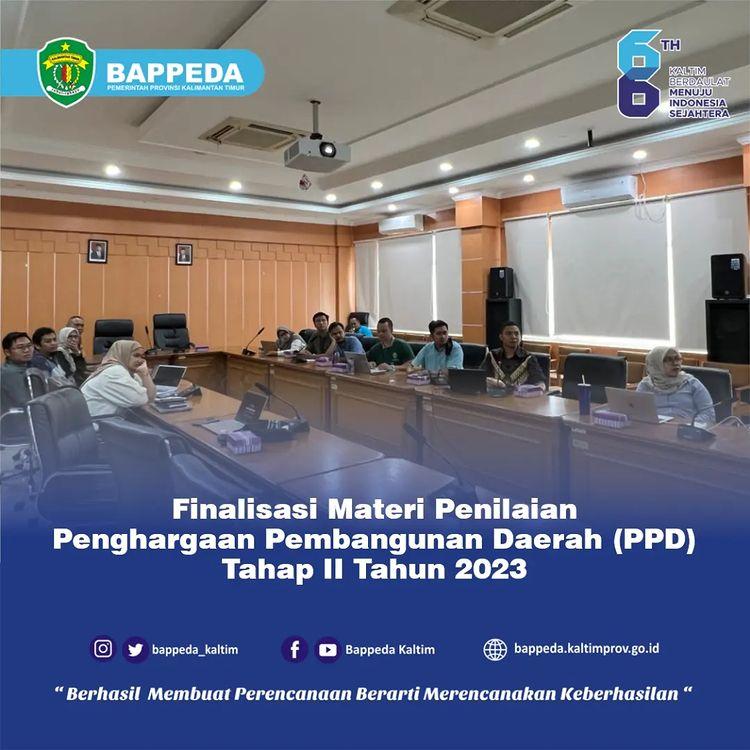 BAPPEDA
PEMERINTAH PROVINSI KALIMANTAN TIMUR
66TH
KALTIM
BERDAULAT
MENUJU
INDONESIA
SEJAHTERA
Finalisasi Materi Penilaian
Penghargaan Pembangunan Daerah (PPD)
Tahap II Tahun 2023
bappeda_kaltim
Bappeda Kaltim
bappeda.kaltimprov.go.id
“ Berhasil Membuat Perencanaan Berarti Merencanakan Keberhasilan “